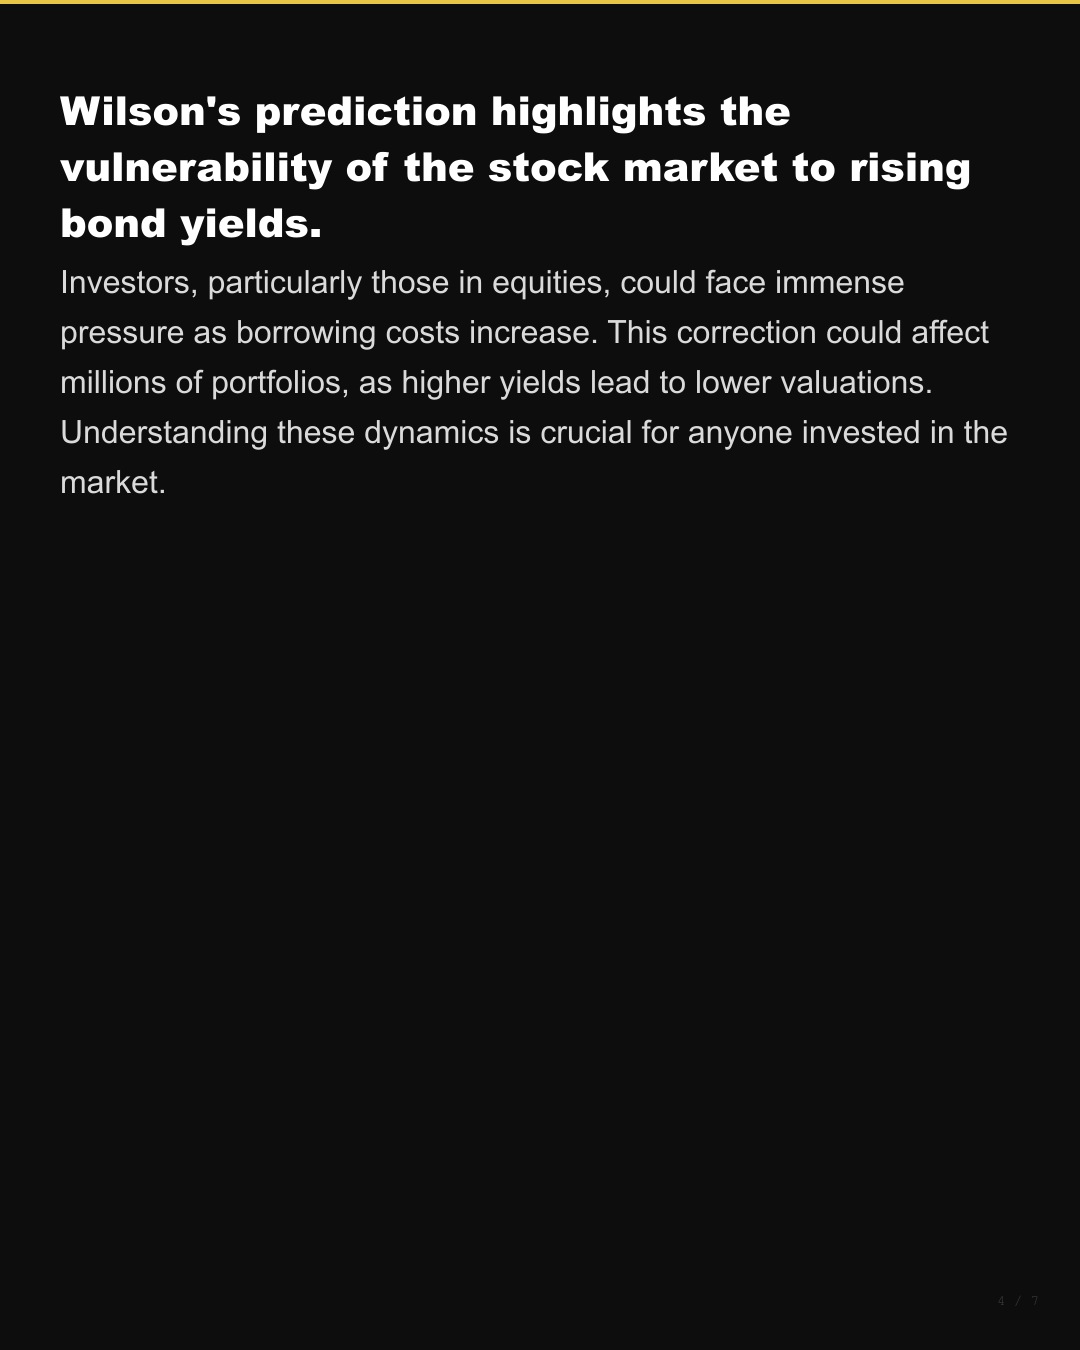 Wilson's prediction highlights the
vulnerability of the stock market to rising
bond yields.
Investors, particularly those in equities, could face immense
pressure as borrowing costs increase. This correction could affect
millions of portfolios, as higher yields lead to lower valuations.
Understanding these dynamics is crucial for anyone invested in the
market.
4 / 7